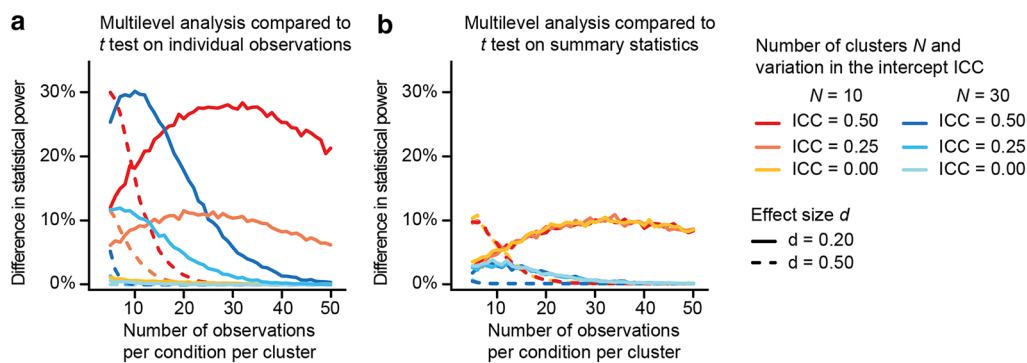 a
Multilevel analysis compared to
t test on individual observations
Difference in statistical power
30%
20%
10%
0%
10 20 30 40 50
Number of observations
per condition per cluster
b
Multilevel analysis compared to
t test on summary statistics
Difference in statistical power
30%
20%
10%
0%
10 20 30 40 50
Number of observations
per condition per cluster
Number of clusters N and
variation in the intercept ICC
N = 10 N = 30
ICC = 0.50 ICC = 0.50
ICC = 0.25 ICC = 0.25
ICC = 0.00 ICC = 0.00
Effect size d
d = 0.20
d = 0.50